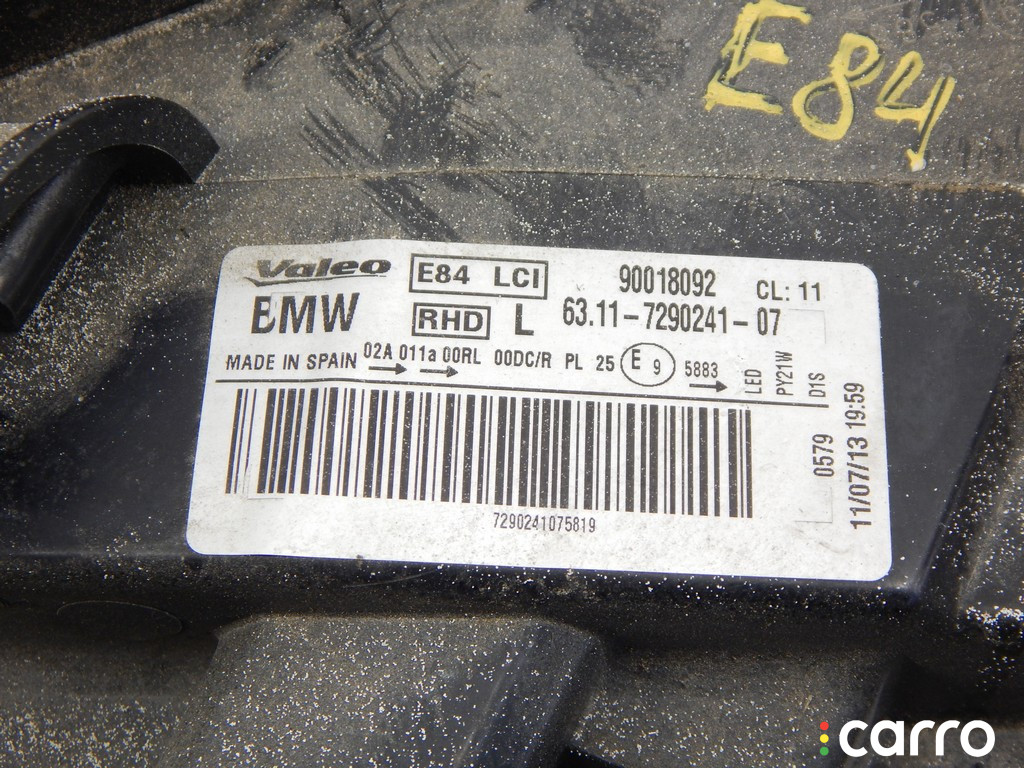 E84
Valeo E84 LCI 90018092 CL: 11
BMW RHD L 63.11-7290241-07
MADE IN SPAIN 02A 011a 00RL 00DC/R PL 25 E 9 5883
LED
PY21W
D1S
0579
11/07/13 19:59
7290241075819
carro